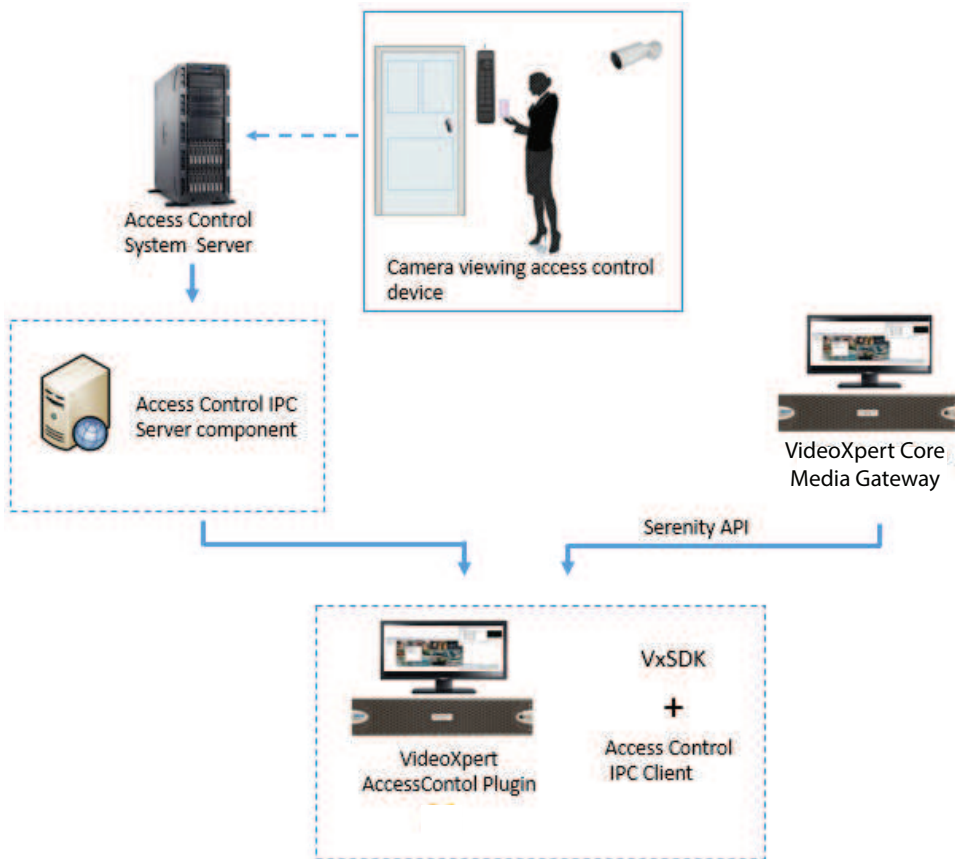 Access Control
System Server
Camera viewing access control
device
Access Control IPC
Server component
VideoXpert Core
Media Gateway
Serenity API
VideoXpert
AccessContol Plugin
VxSDK
+
Access Control
IPC Client